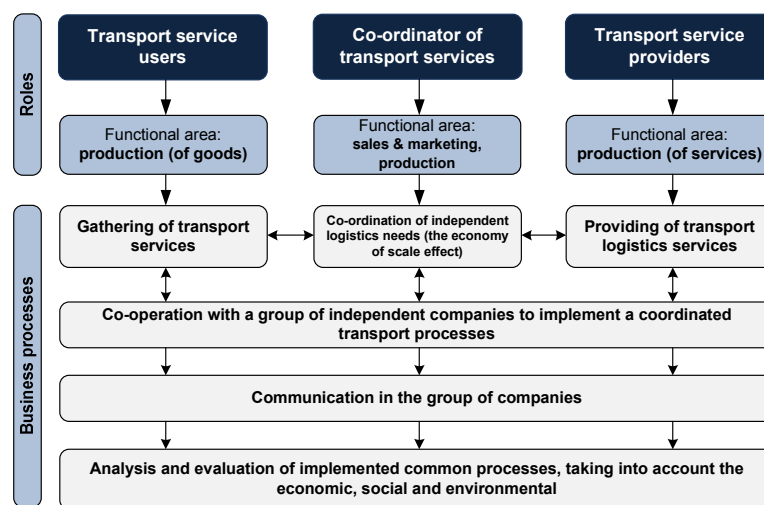 Transport service
users
Co-ordinator of
transport services
Transport service
providers
Roles
Functional area:
production (of goods)
Functional area:
sales & marketing,
production
Functional area:
production (of services)
Business processes
Gathering of transport
services
Co-ordination of independent
logistics needs (the economy
of scale effect)
Providing of transport
logistics services
Co-operation with a group of independent companies to implement a coordinated
transport processes
Communication in the group of companies
Analysis and evaluation of implemented common processes, taking into account the
economic, social and environmental